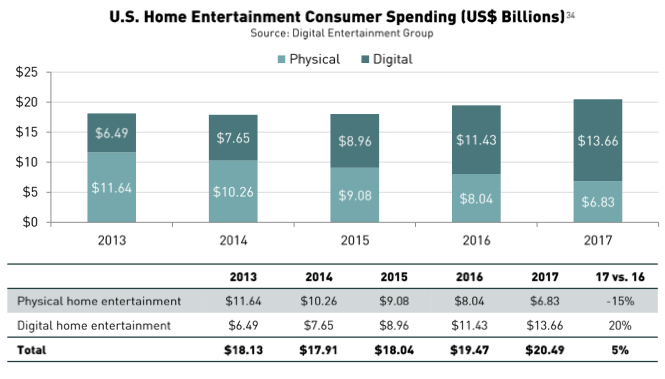 U.S. Home Entertainment Consumer Spending (US$ Billions)34
Source: Digital Entertainment Group
Physical Digital
$25
$20
$15
$10
$5
$0
$6.49 $7.65 $8.96 $11.43 $13.66
$11.64 $10.26 $9.08 $8.04 $6.83
2013 2014 2015 2016 2017
2013 2014 2015 2016 2017 17 vs. 16
Physical home entertainment $11.64 $10.26 $9.08 $8.04 $6.83 -15%
Digital home entertainment $6.49 $7.65 $8.96 $11.43 $13.66 20%
Total $18.13 $17.91 $18.04 $19.47 $20.49 5%